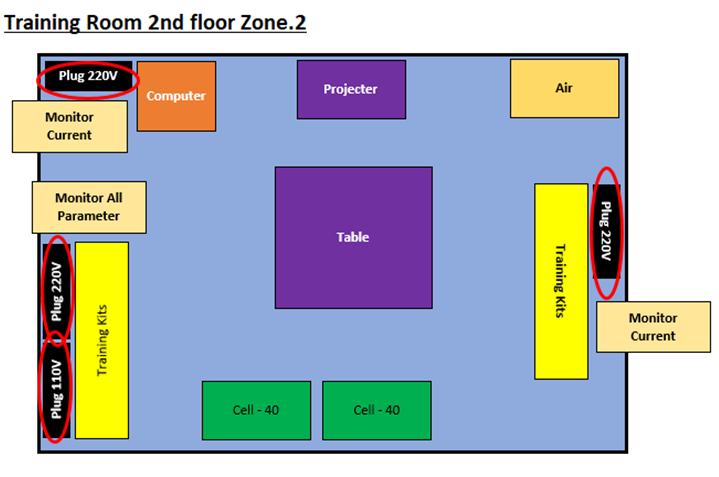 Training Room 2nd floor Zone.2
Plug 220V
Computer
Projecter
Air
Monitor
Current
Monitor All
Parameter
Plug 220V
Training Kits
Plug 110V
Table
Training Kits
Plug 220V
Monitor
Current
Cell - 40
Cell - 40